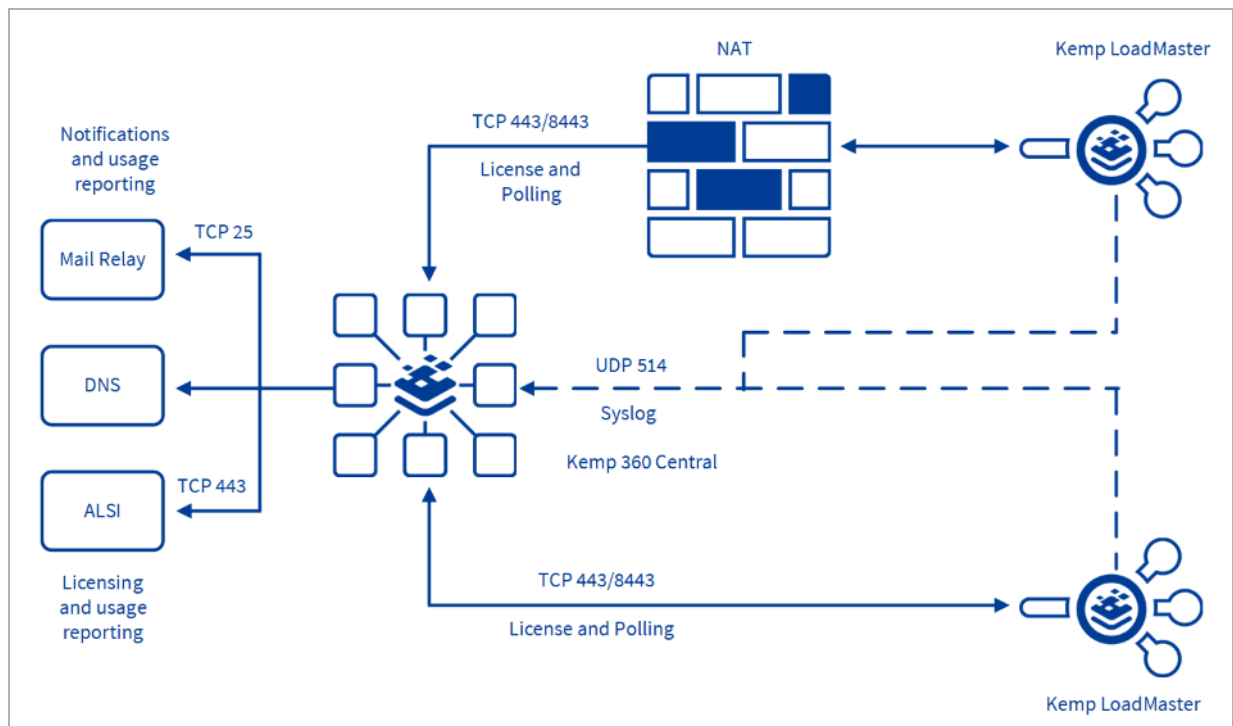 NAT
Kemp LoadMaster
Notifications
and usage
reporting
TCP 443/8443
License and
Polling
TCP 25
Mail Relay
DNS
UDP 514
Syslog
Kemp 360 Central
TCP 443
ALSI
Licensing
and usage
reporting
TCP 443/8443
License and Polling
Kemp LoadMaster